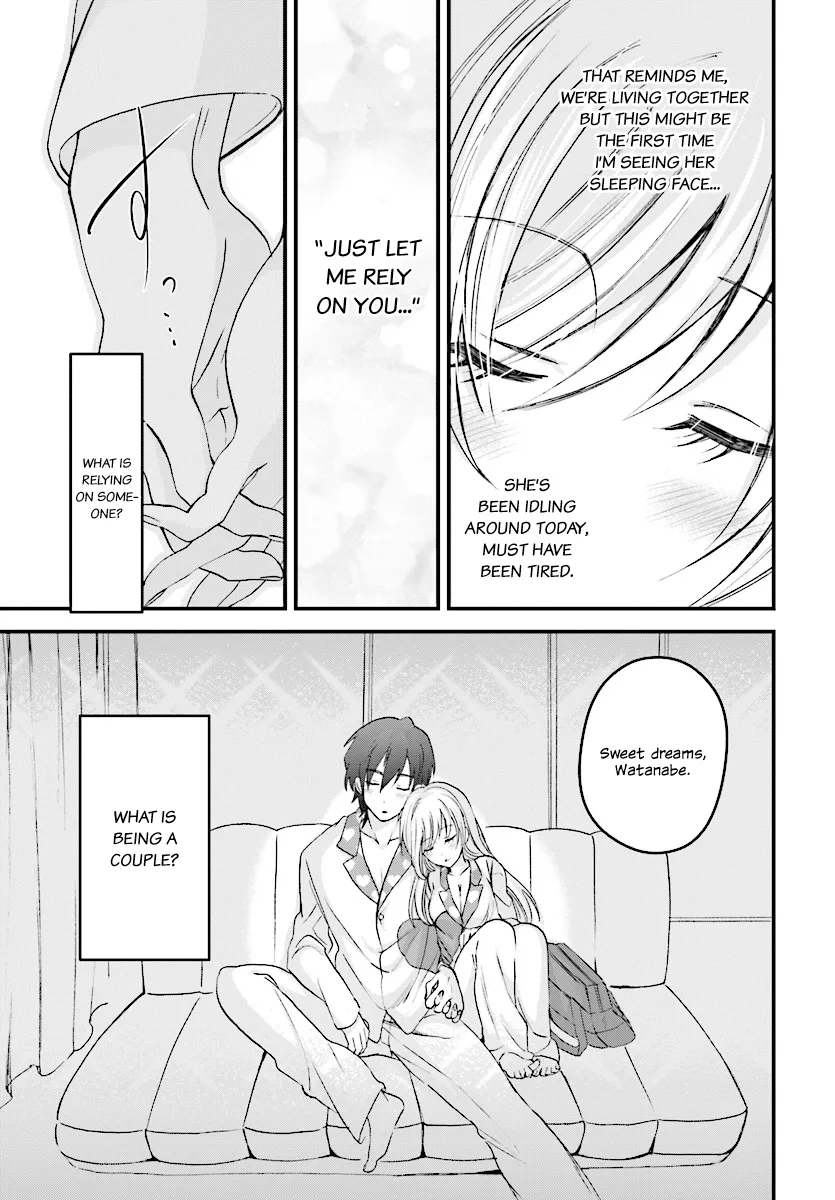 THAT REMINDS ME,
WE'RE LIVING TOGETHER
BUT THIS MIGHT BE
THE FIRST TIME
I'M SEEING HER
SLEEPING FACE...
SHE'S
BEEN IDLING
AROUND TODAY,
MUST HAVE
BEEN TIRED.
"JUST LET
ME RELY
ON YOU..."
WHAT IS
RELYING
ON SOME-
ONE?
Sweet dreams,
Watanabe.
WHAT IS
BEING A
COUPLE?